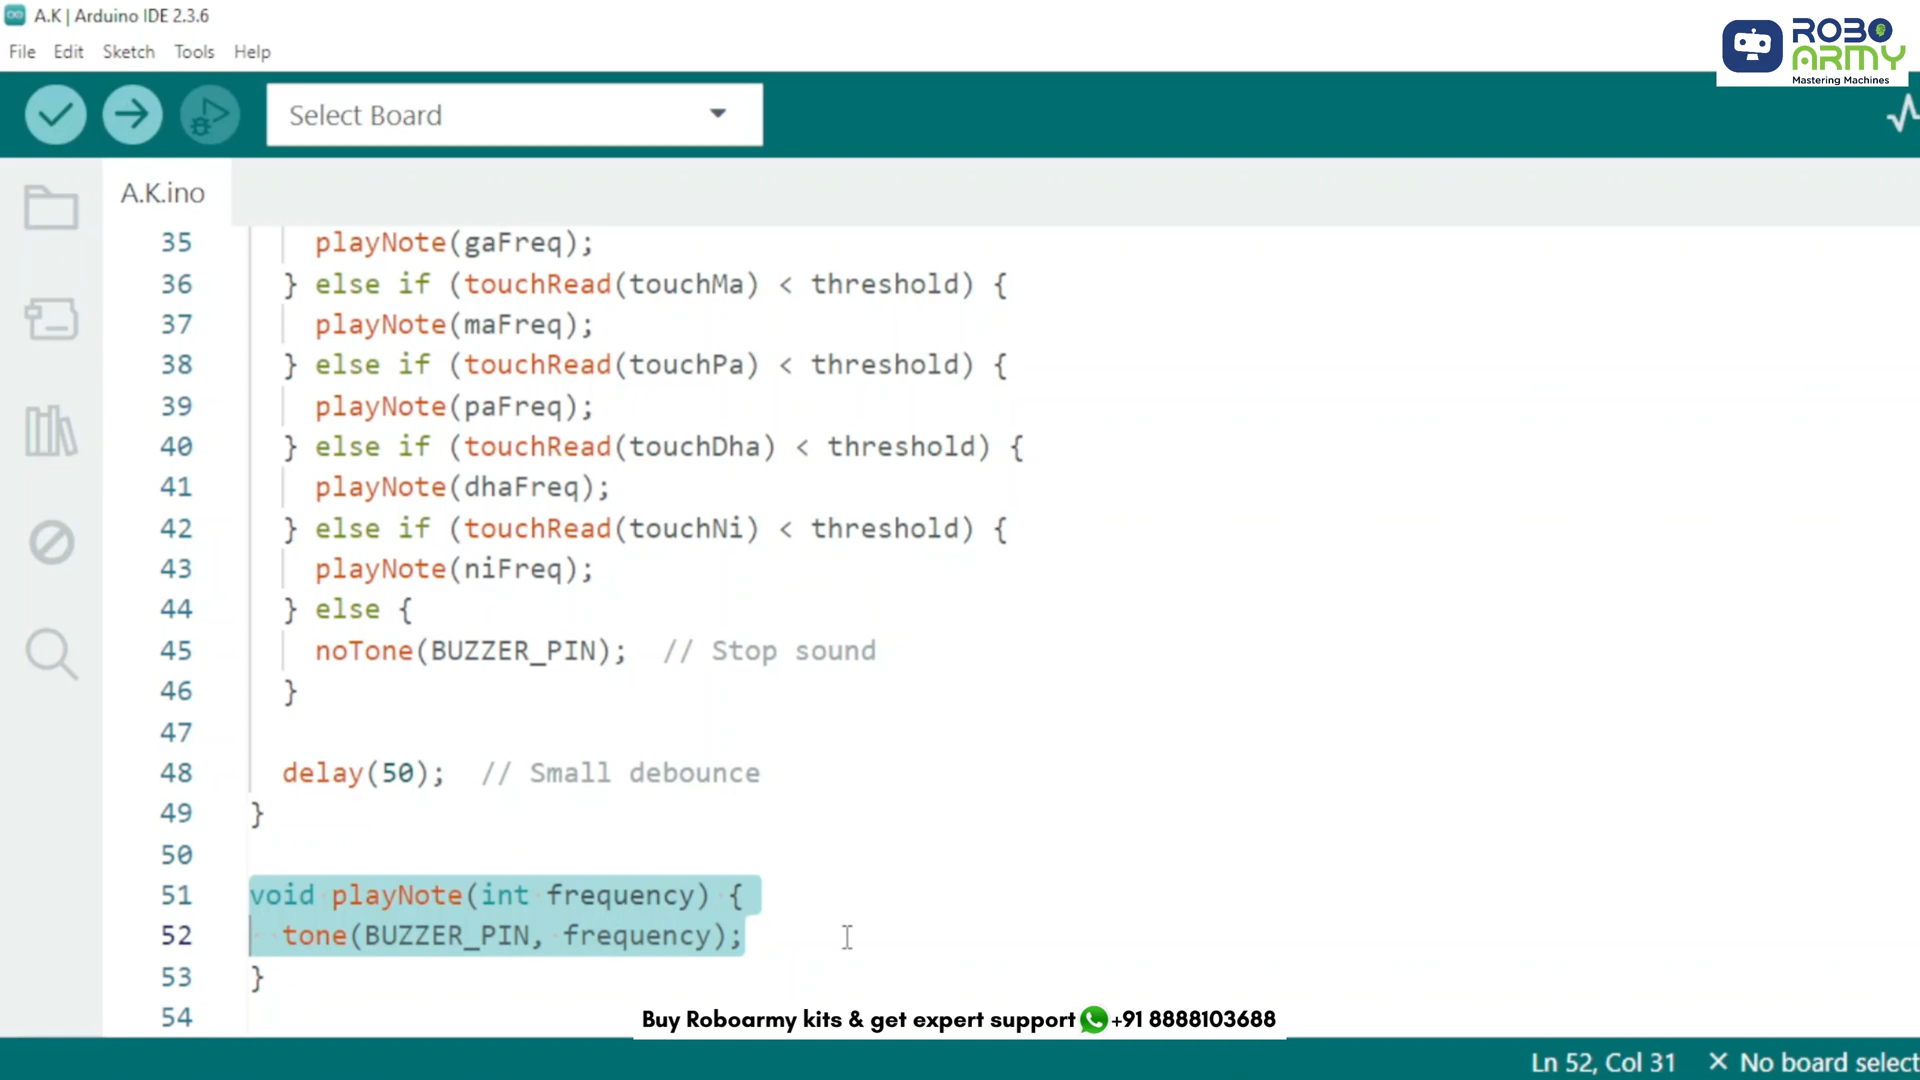 A.K | Arduino IDE 2.3.6
File Edit Sketch Tools Help
ROBO
ARMY
Mastering Machines
Select Board
A.K.ino
35 playNote(gaFreq);
36 } else if (touchRead(touchMa) < threshold) {
37 playNote(maFreq);
38 } else if (touchRead(touchPa) < threshold) {
39 playNote(paFreq);
40 } else if (touchRead(touchDha) < threshold) {
41 playNote(dhaFreq);
42 } else if (touchRead(touchNi) < threshold) {
43 playNote(niFreq);
44 } else {
45 noTone(BUZZER_PIN); // Stop sound
46 }
47
48 delay(50); // Small debounce
49 }
50
51 void playNote(int frequency) {
52 tone(BUZZER_PIN, frequency);
53 }
54
Buy Roboarmy kits & get expert support +91 8888103688
Ln 52, Col 31 × No board select